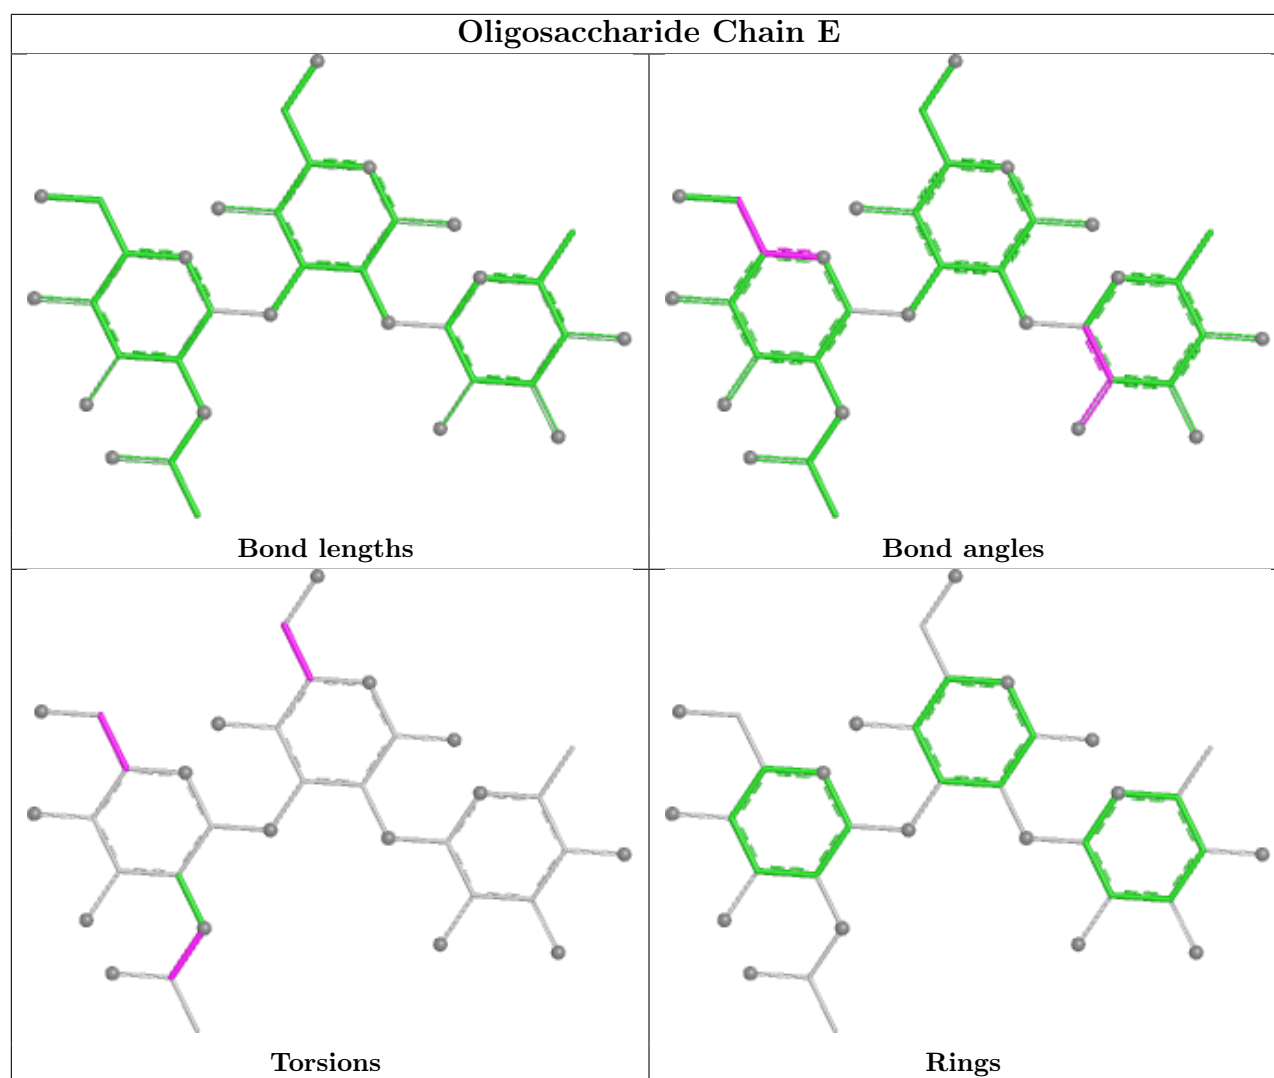 Oligosaccharide Chain E
Bond lengths
Bond angles
Torsions
Rings